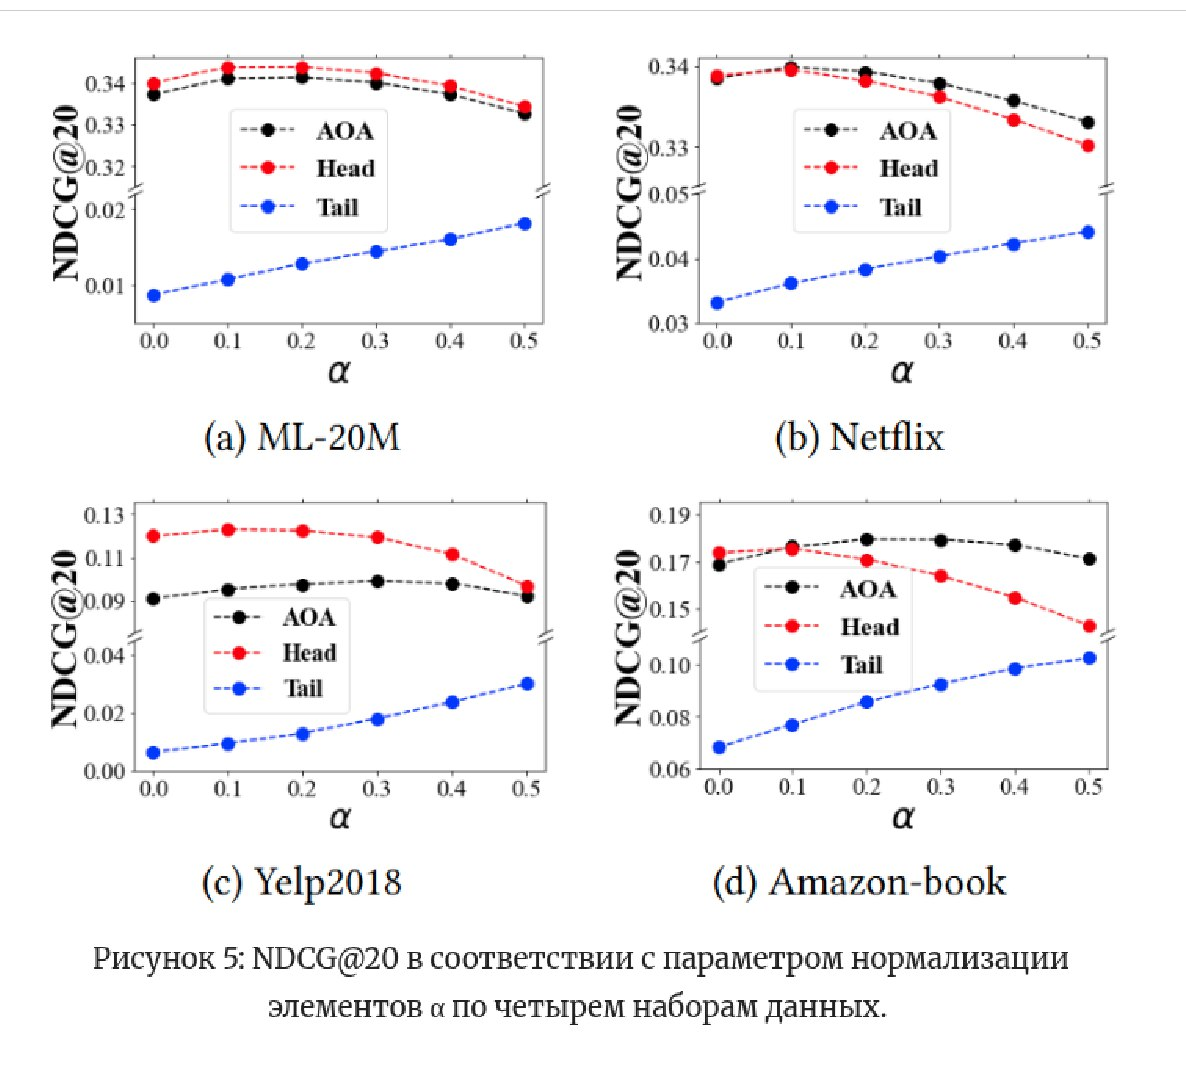 0.34
0.33
0.32
0.02
0.01
NDCG@20
AOA
Head
Tail
0.0 0.1 0.2 0.3 0.4 0.5
α
(a) ML-20M
0.34
0.33
0.05
0.04
0.03
NDCG@20
AOA
Head
Tail
0.0 0.1 0.2 0.3 0.4 0.5
α
(b) Netflix
0.13
0.11
0.09
0.04
0.02
0.00
NDCG@20
AOA
Head
Tail
0.0 0.1 0.2 0.3 0.4 0.5
α
(c) Yelp2018
0.19
0.17
0.15
0.10
0.08
0.06
NDCG@20
AOA
Head
Tail
0.0 0.1 0.2 0.3 0.4 0.5
α
(d) Amazon-book
Рисунок 5: NDCG@20 в соответствии с параметром нормализации
элементов α по четырем наборам данных.